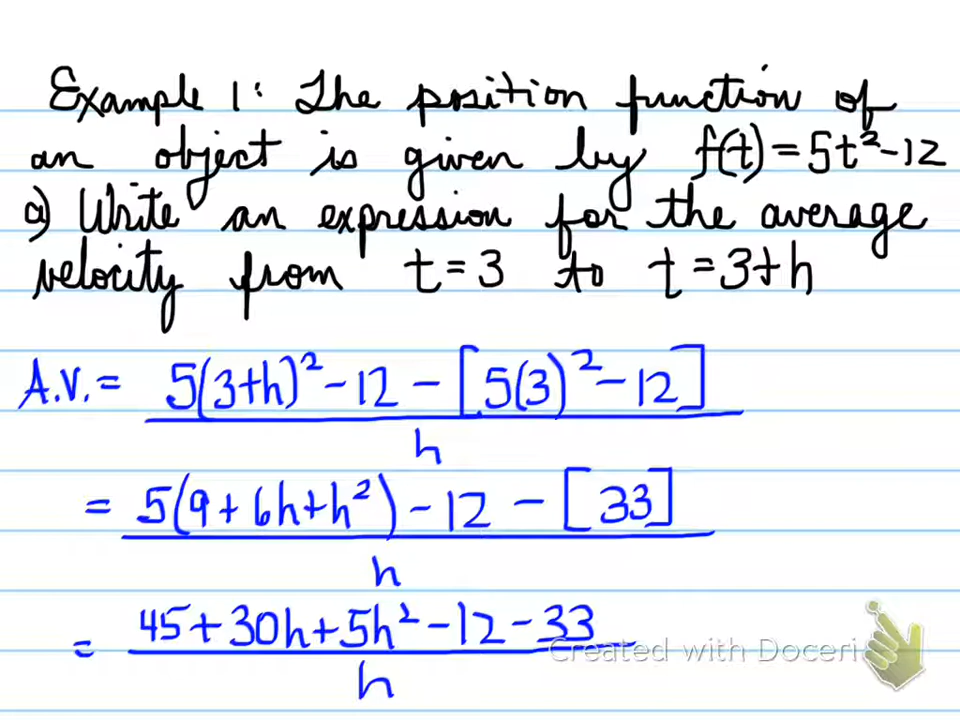 Example 1: The position function of
an object is given by f(t) = 5t² - 12
a) Write an expression for the average
velocity from t = 3 to t = 3+h
A.V. = 5(3+h)² - 12 - [5(3)² - 12]
h
= 5(9 + 6h + h²) - 12 - [33]
h
= 45 + 30h + 5h² - 12 - 33
h
Created with Doceri